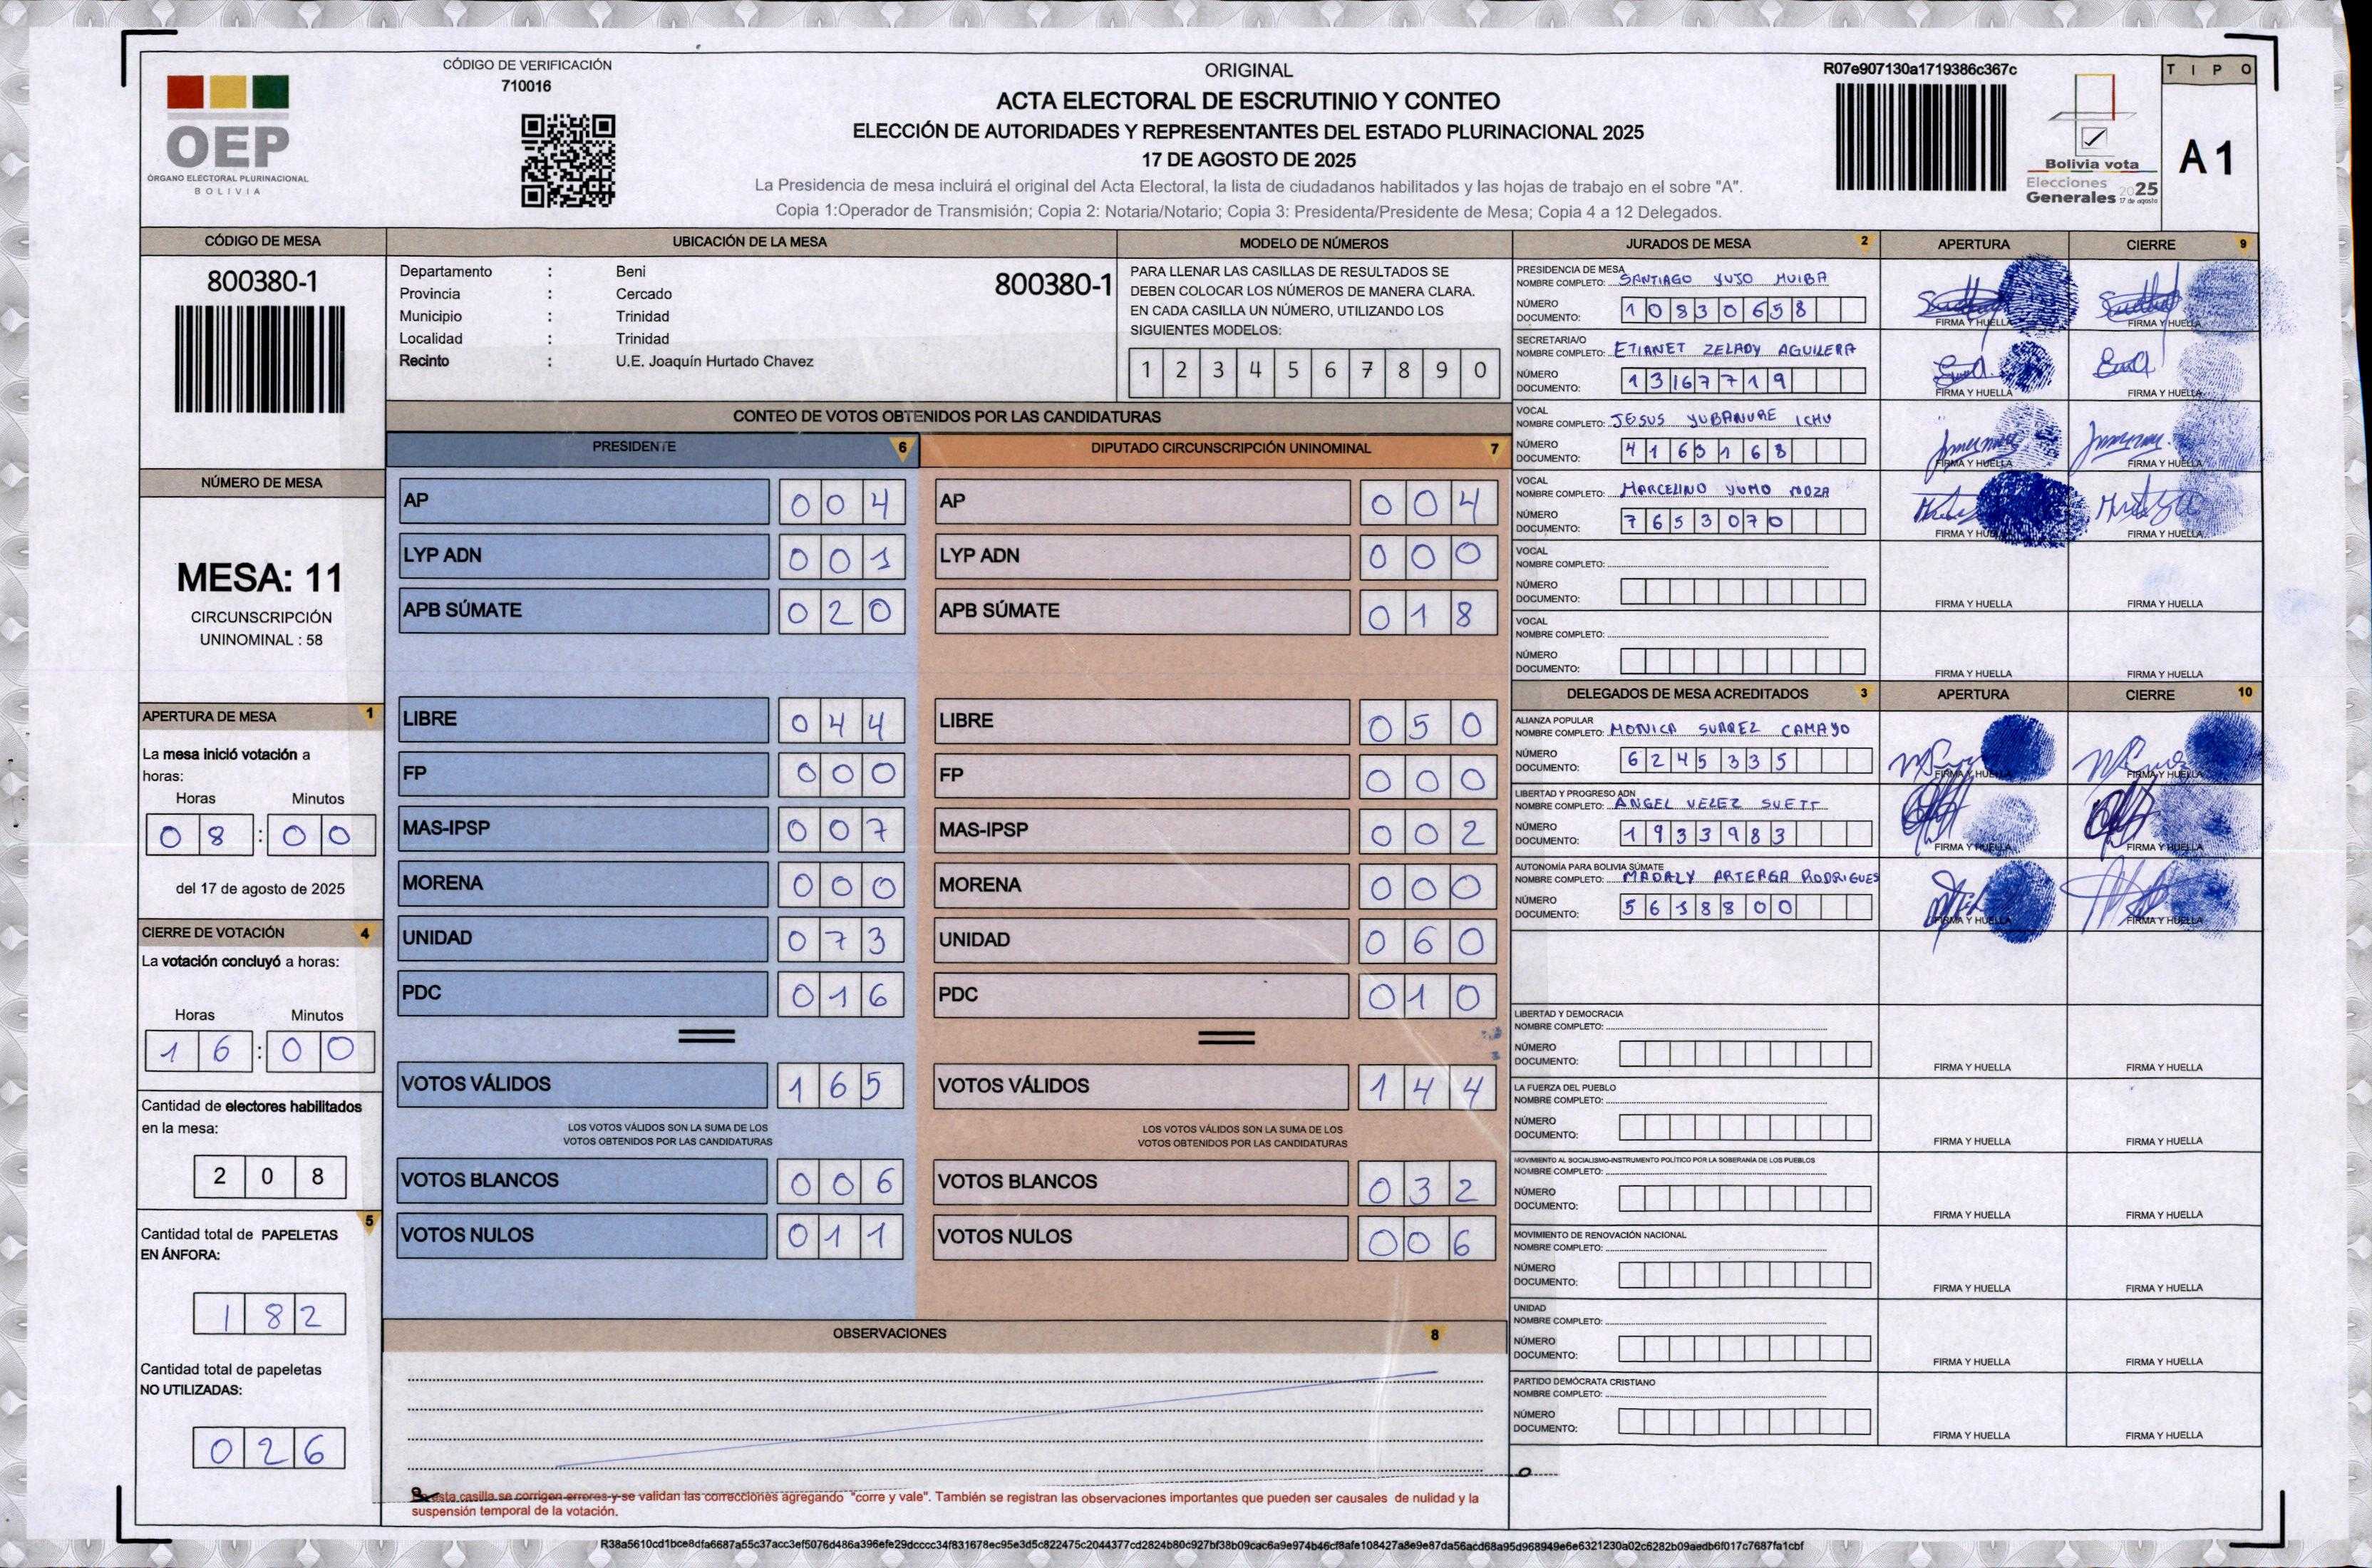 CÓDIGO DE VERIFICACIÓN
710016
OEP
ÓRGANO ELECTORAL PLURINACIONAL
BOLIVIA
ORIGINAL
ACTA ELECTORAL DE ESCRUTINIO Y CONTEO
ELECCIÓN DE AUTORIDADES Y REPRESENTANTES DEL ESTADO PLURINACIONAL 2025
17 DE AGOSTO DE 2025
La Presidencia de mesa incluirá el original del Acta Electoral, la lista de ciudadanos habilitados y las hojas de trabajo en el sobre "A".
Copia 1:Operador de Transmisión; Copia 2: Notaria/Notario; Copia 3: Presidenta/Presidente de Mesa; Copia 4 a 12 Delegados.
R07e907130a1719386c367c
Bolivia vota
Elecciones
Generales 2025
17 de agosto
TIPO
A1
CÓDIGO DE MESA
800380-1
NÚMERO DE MESA
MESA: 11
CIRCUNSCRIPCIÓN
UNINOMINAL : 58
APERTURA DE MESA 1
La mesa inició votación a
horas:
Horas Minutos
08:00
del 17 de agosto de 2025
CIERRE DE VOTACIÓN 4
La votación concluyó a horas:
Horas Minutos
16:00
Cantidad de electores habilitados
en la mesa:
208
5
Cantidad total de PAPELETAS
EN ÁNFORA:
182
Cantidad total de papeletas
NO UTILIZADAS:
026
UBICACIÓN DE LA MESA
Departamento : Beni
800380-1
Provincia : Cercado
Municipio : Trinidad
Localidad : Trinidad
Recinto : U.E. Joaquín Hurtado Chavez
MODELO DE NÚMEROS
PARA LLENAR LAS CASILLAS DE RESULTADOS SE
DEBEN COLOCAR LOS NÚMEROS DE MANERA CLARA.
EN CADA CASILLA UN NÚMERO, UTILIZANDO LOS
SIGUIENTES MODELOS:
1 2 3 4 5 6 7 8 9 0
CONTEO DE VOTOS OBTENIDOS POR LAS CANDIDATURAS
PRESIDENTE 6
AP 004
LYP ADN 001
APB SÚMATE 020
LIBRE 044
FP 000
MAS-IPSP 007
MORENA 000
UNIDAD 073
PDC 016
VOTOS VÁLIDOS 165
LOS VOTOS VÁLIDOS SON LA SUMA DE LOS
VOTOS OBTENIDOS POR LAS CANDIDATURAS
VOTOS BLANCOS 006
VOTOS NULOS 011
DIPUTADO CIRCUNSCRIPCIÓN UNINOMINAL 7
AP 004
LYP ADN 000
APB SÚMATE 018
LIBRE 050
FP 000
MAS-IPSP 002
MORENA 000
UNIDAD 060
PDC 010
VOTOS VÁLIDOS 144
LOS VOTOS VÁLIDOS SON LA SUMA DE LOS
VOTOS OBTENIDOS POR LAS CANDIDATURAS
VOTOS BLANCOS 032
VOTOS NULOS 006
OBSERVACIONES 8
esta casilla se corrigen errores y se validan las correcciones agregando "corre y vale". También se registran las observaciones importantes que pueden ser causales de nulidad y la
suspensión temporal de la votación.
JURADOS DE MESA 2 APERTURA CIERRE 9
PRESIDENCIA DE MESA
NOMBRE COMPLETO: SANTIAGO YUJO MUIBA
NÚMERO
DOCUMENTO: 10830658
FIRMA Y HUELLA FIRMA Y HUELLA
SECRETARIA/O
NOMBRE COMPLETO: ETIANET ZELADY AGUILERA
NÚMERO
DOCUMENTO: 13167719
FIRMA Y HUELLA FIRMA Y HUELLA
VOCAL
NOMBRE COMPLETO: JESUS YUBANURE ICHU
NÚMERO
DOCUMENTO: 4163168
FIRMA Y HUELLA FIRMA Y HUELLA
VOCAL
NOMBRE COMPLETO: MARCELINO YUMO NOZA
NÚMERO
DOCUMENTO: 7653070
FIRMA Y HUELLA FIRMA Y HUELLA
VOCAL
NOMBRE COMPLETO:
NÚMERO
DOCUMENTO:
FIRMA Y HUELLA FIRMA Y HUELLA
VOCAL
NOMBRE COMPLETO:
NÚMERO
DOCUMENTO:
FIRMA Y HUELLA FIRMA Y HUELLA
DELEGADOS DE MESA ACREDITADOS 3 APERTURA CIERRE 10
ALIANZA POPULAR
NOMBRE COMPLETO: MONICA SUAREZ CAMAYO
NÚMERO
DOCUMENTO: 6245335
FIRMA Y HUELLA FIRMA Y HUELLA
LIBERTAD Y PROGRESO ADN
NOMBRE COMPLETO: ANGEL VELEZ SUETT
NÚMERO
DOCUMENTO: 1933983
FIRMA Y HUELLA FIRMA Y HUELLA
AUTONOMÍA PARA BOLIVIA SÚMATE
NOMBRE COMPLETO: MADALY ARTEAGA RODRIGUES
NÚMERO
DOCUMENTO: 5618800
FIRMA Y HUELLA FIRMA Y HUELLA
LIBERTAD Y DEMOCRACIA
NOMBRE COMPLETO:
NÚMERO
DOCUMENTO:
FIRMA Y HUELLA FIRMA Y HUELLA
LA FUERZA DEL PUEBLO
NOMBRE COMPLETO:
NÚMERO
DOCUMENTO:
FIRMA Y HUELLA FIRMA Y HUELLA
MOVIMIENTO AL SOCIALISMO-INSTRUMENTO POLÍTICO POR LA SOBERANÍA DE LOS PUEBLOS
NOMBRE COMPLETO:
NÚMERO
DOCUMENTO:
FIRMA Y HUELLA FIRMA Y HUELLA
MOVIMIENTO DE RENOVACIÓN NACIONAL
NOMBRE COMPLETO:
NÚMERO
DOCUMENTO:
FIRMA Y HUELLA FIRMA Y HUELLA
UNIDAD
NOMBRE COMPLETO:
NÚMERO
DOCUMENTO:
FIRMA Y HUELLA FIRMA Y HUELLA
PARTIDO DEMÓCRATA CRISTIANO
NOMBRE COMPLETO:
NÚMERO
DOCUMENTO:
FIRMA Y HUELLA FIRMA Y HUELLA